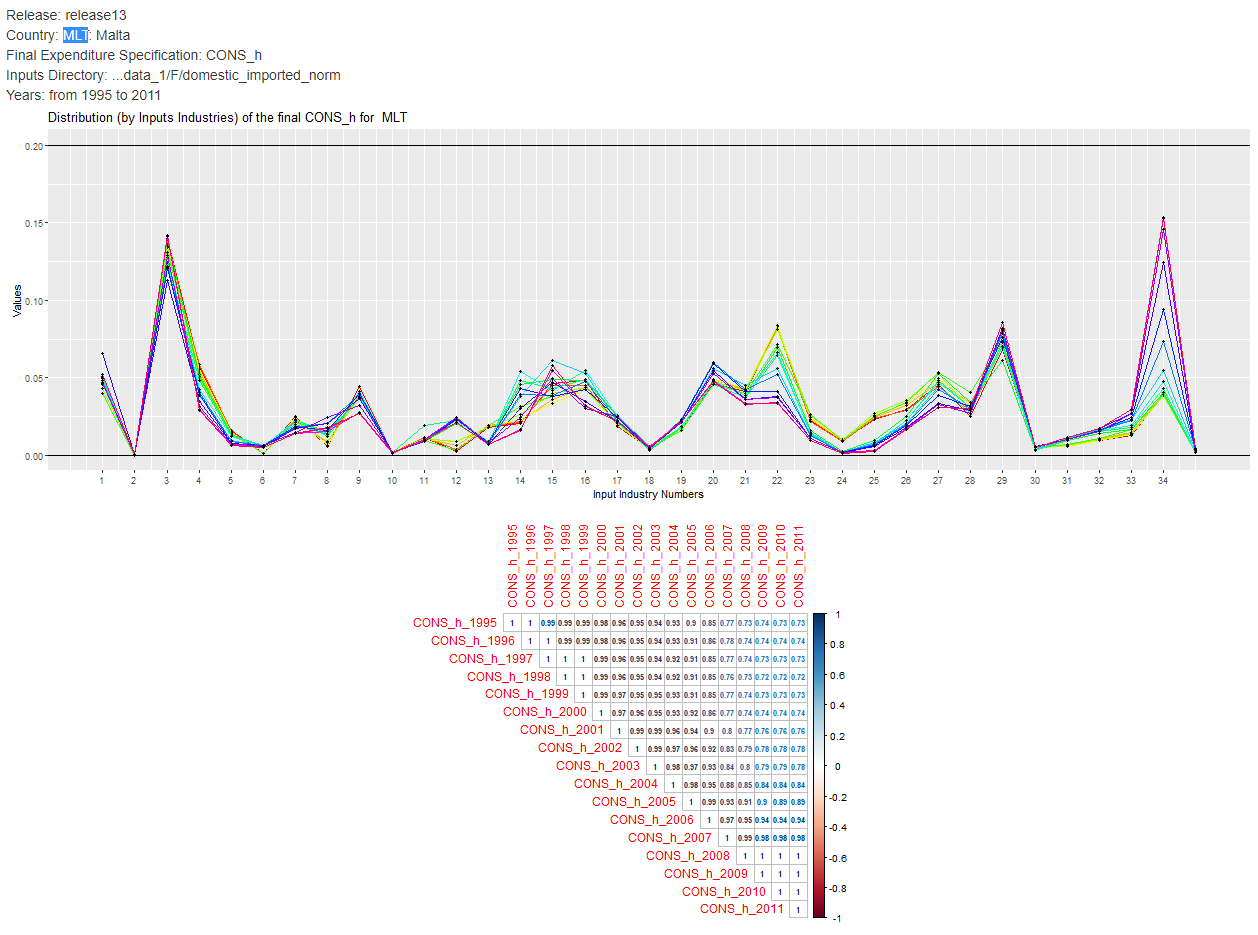 Release: release13
Country: MLT: Malta
Final Expenditure Specification: CONS_h
Inputs Directory: ...data_1/F/domestic_imported_norm
Years: from 1995 to 2011
Distribution (by Inputs Industries) of the final CONS_h for MLT
0.20
0.15
0.10
0.05
0.00
Values
1 2 3 4 5 6 7 8 9 10 11 12 13 14 15 16 17 18 19 20 21 22 23 24 25 26 27 28 29 30 31 32 33 34
Input Industry Numbers
CONS_h_1995 CONS_h_1996 CONS_h_1997 CONS_h_1998 CONS_h_1999 CONS_h_2000 CONS_h_2001 CONS_h_2002 CONS_h_2003 CONS_h_2004 CONS_h_2005 CONS_h_2006 CONS_h_2007 CONS_h_2008 CONS_h_2009 CONS_h_2010 CONS_h_2011
CONS_h_1995 1 1 0.99 0.99 0.99 0.98 0.96 0.95 0.94 0.93 0.9 0.85 0.77 0.73 0.74 0.73 0.73
CONS_h_1996 1 1 0.99 0.99 0.98 0.96 0.95 0.94 0.93 0.91 0.86 0.78 0.74 0.74 0.74 0.74
CONS_h_1997 1 1 1 0.99 0.96 0.95 0.94 0.92 0.91 0.85 0.77 0.74 0.73 0.73 0.73
CONS_h_1998 1 1 0.99 0.96 0.95 0.94 0.92 0.91 0.85 0.76 0.73 0.72 0.72 0.72
CONS_h_1999 1 0.99 0.97 0.95 0.95 0.93 0.91 0.85 0.77 0.74 0.73 0.73 0.73
CONS_h_2000 1 0.97 0.96 0.95 0.93 0.92 0.86 0.77 0.74 0.74 0.74 0.74
CONS_h_2001 1 0.99 0.99 0.96 0.94 0.9 0.8 0.77 0.76 0.76 0.76
CONS_h_2002 1 0.99 0.97 0.96 0.92 0.83 0.79 0.78 0.78 0.78
CONS_h_2003 1 0.98 0.97 0.93 0.84 0.8 0.79 0.79 0.78
CONS_h_2004 1 0.98 0.95 0.88 0.85 0.84 0.84 0.84
CONS_h_2005 1 0.99 0.93 0.91 0.9 0.89 0.89
CONS_h_2006 1 0.97 0.95 0.94 0.94 0.94
CONS_h_2007 1 0.99 0.98 0.98 0.98
CONS_h_2008 1 1 1 1
CONS_h_2009 1 1 1
CONS_h_2010 1 1
CONS_h_2011 1
1
0.8
0.6
0.4
0.2
0
-0.2
-0.4
-0.6
-0.8
-1